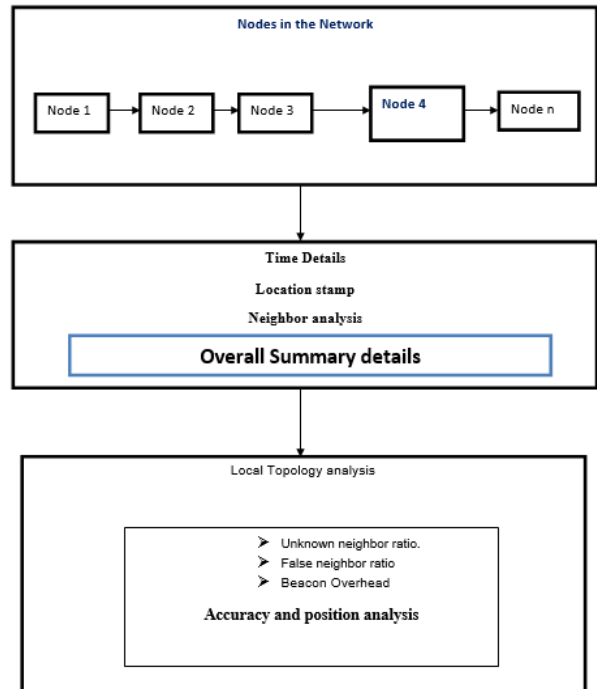 Nodes in the Network
Node 1
Node 2
Node 3
Node 4
Node n
Time Details
Location stamp
Neighbor analysis
Overall Summary details
Local Topology analysis
➤ Unknown neighbor ratio.
➤ False neighbor ratio
➤ Beacon Overhead
Accuracy and position analysis